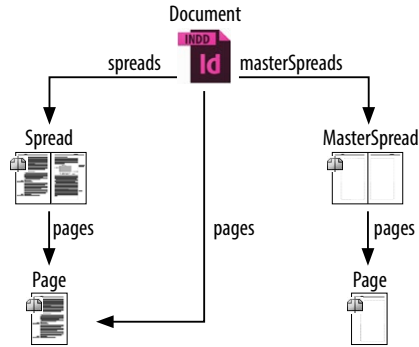 Document
INDD
Id
spreads
masterSpreads
Spread
MasterSpread
pages
pages
pages
Page
Page